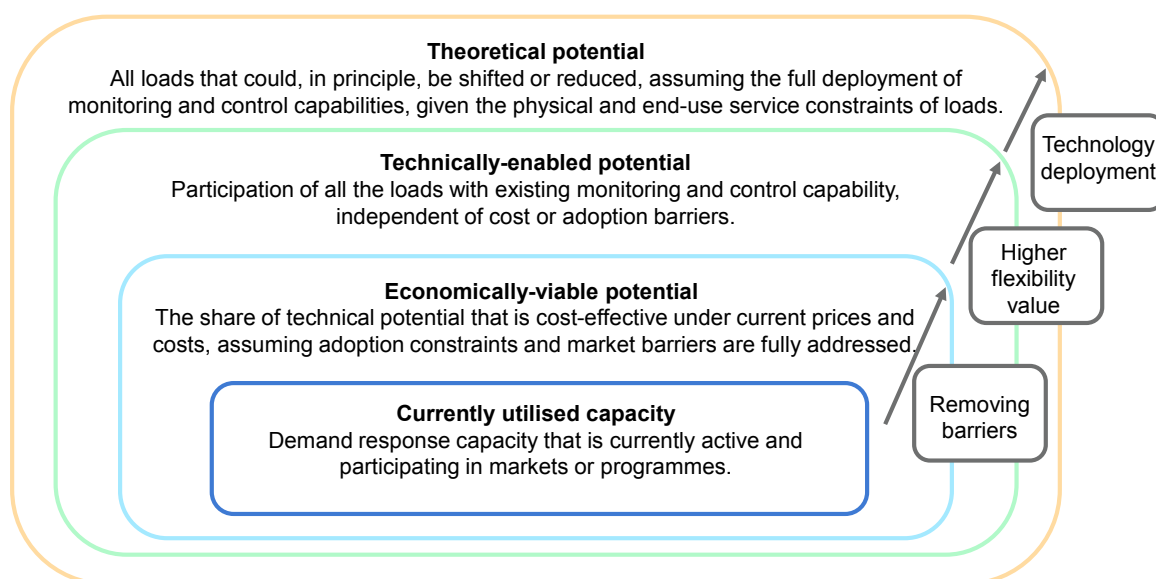 Theoretical potential
All loads that could, in principle, be shifted or reduced, assuming the full deployment of
monitoring and control capabilities, given the physical and end-use service constraints of loads.
Technology
deployment
Technically-enabled potential
Participation of all the loads with existing monitoring and control capability,
independent of cost or adoption barriers.
Higher
flexibility
value
Economically-viable potential
The share of technical potential that is cost-effective under current prices and
costs, assuming adoption constraints and market barriers are fully addressed.
Removing
barriers
Currently utilised capacity
Demand response capacity that is currently active and
participating in markets or programmes.